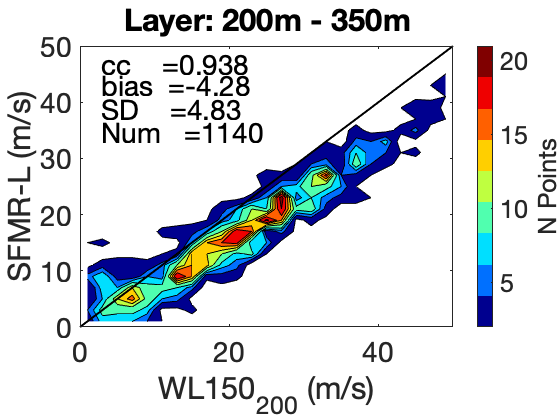 Layer: 200m - 350m
cc =0.938
bias =-4.28
SD =4.83
Num =1140
SFMR-L (m/s)
50
40
30
20
10
0
0 20 40
WL150₂₀₀ (m/s)
20
15
10
5
N Points